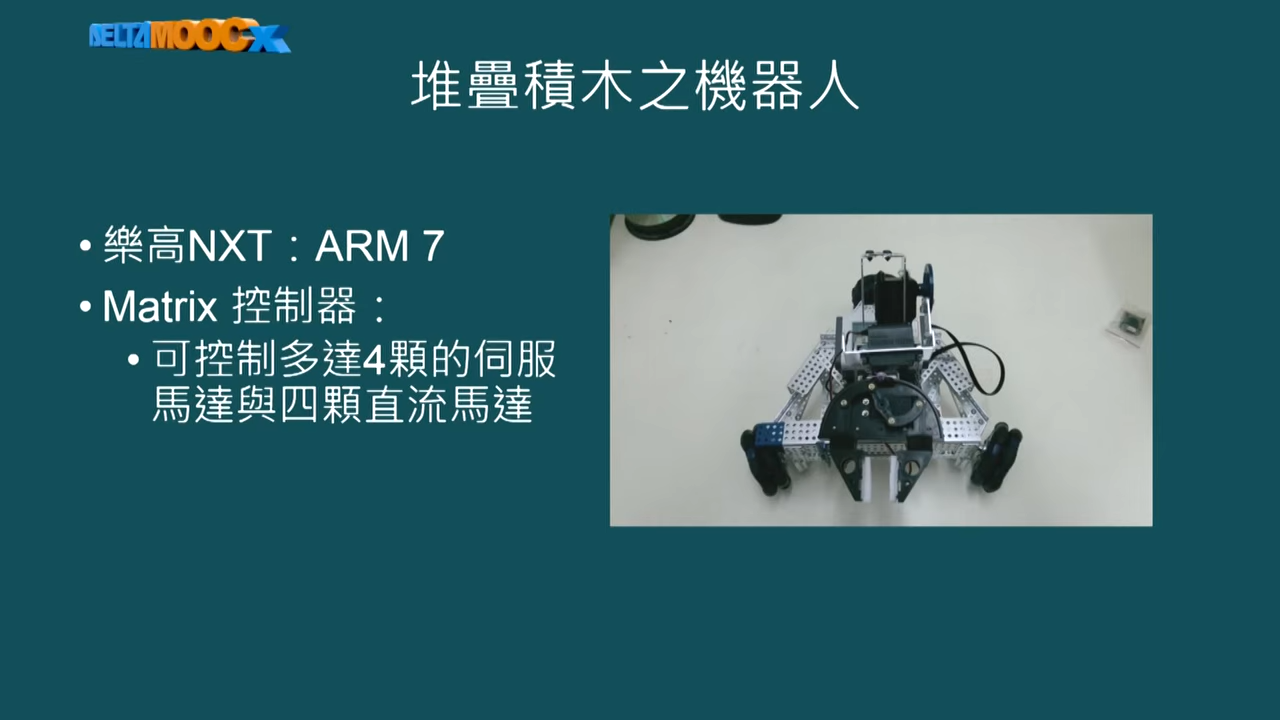 DELTAMOOCx
堆疊積木之機器人
• 樂高NXT：ARM 7
• Matrix 控制器：
• 可控制多達4顆的伺服
馬達與四顆直流馬達